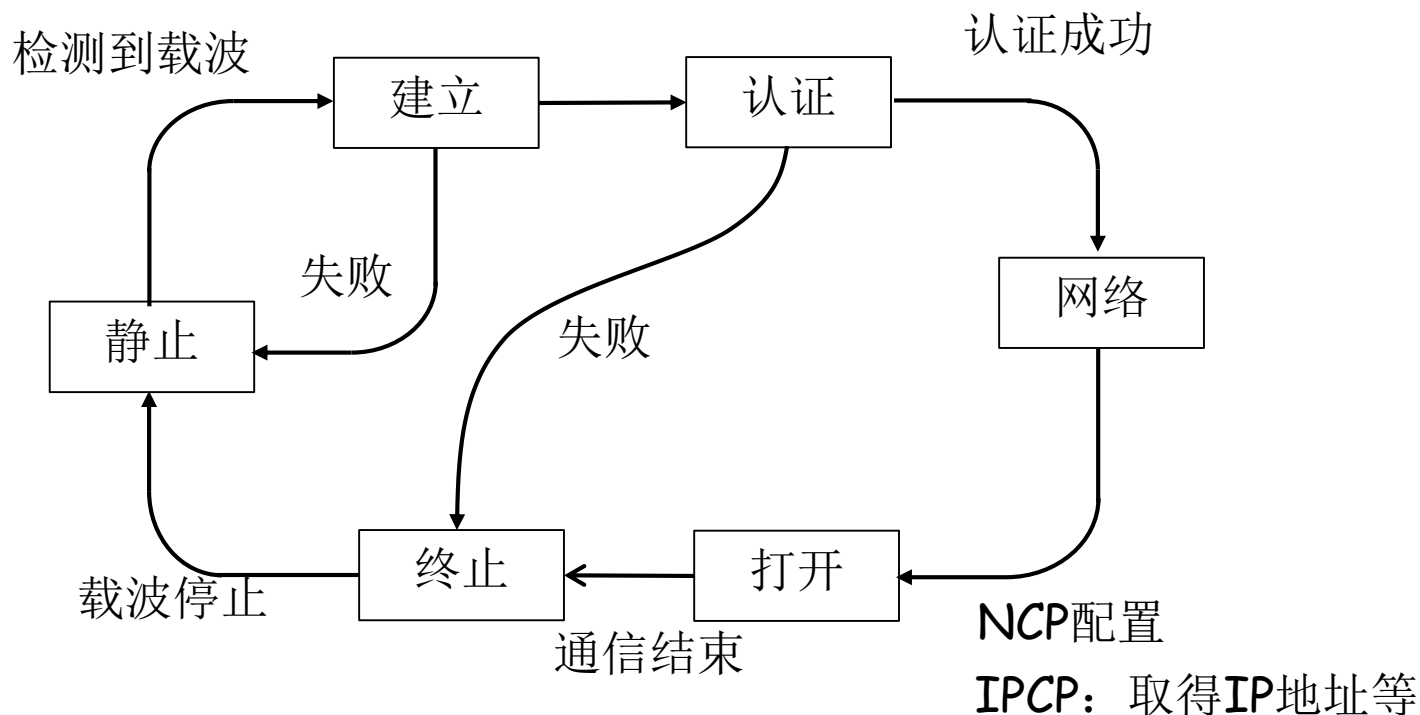 检测到载波
认证成功
建立
认证
失败
网络
静止
失败
终止
打开
载波停止
通信结束
NCP配置
IPCP：取得IP地址等